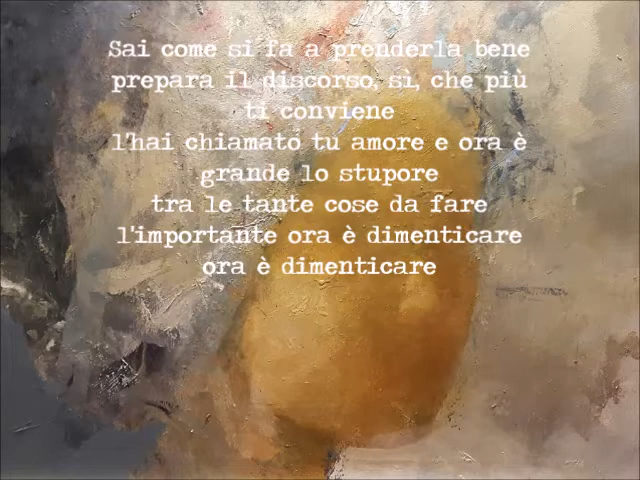 Sai come si fa a prenderla bene
prepara il discorso, sì, che più
ti conviene
l'hai chiamato tu amore e ora è
grande lo stupore
tra le tante cose da fare
l'importante ora è dimenticare
ora è dimenticare